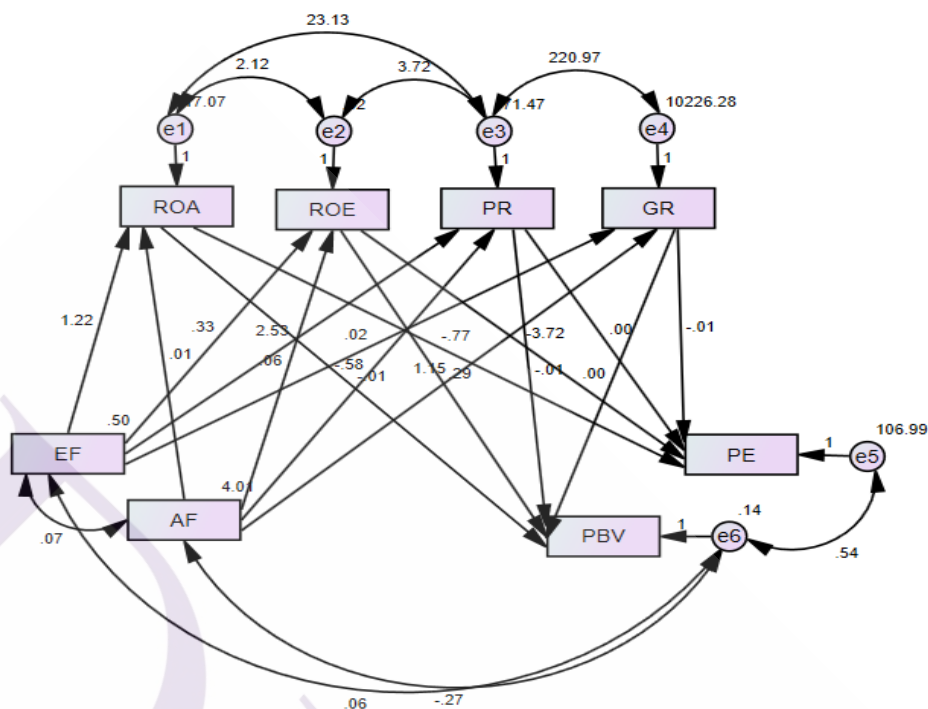 23.13
2.12
3.72
220.97
7.07
2
71.47
10226.28
e1
e2
e3
e4
1
1
1
1
ROA
ROE
PR
GR
1.22
.33
2.53
.02
-.77
-3.72
.00
-.01
.01
.06
-.58
-.01
1.15
.29
-.01
.00
.50
106.99
EF
PE
1
e5
4.01
AF
.14
PBV
1
e6
.07
.54
.06
-.27